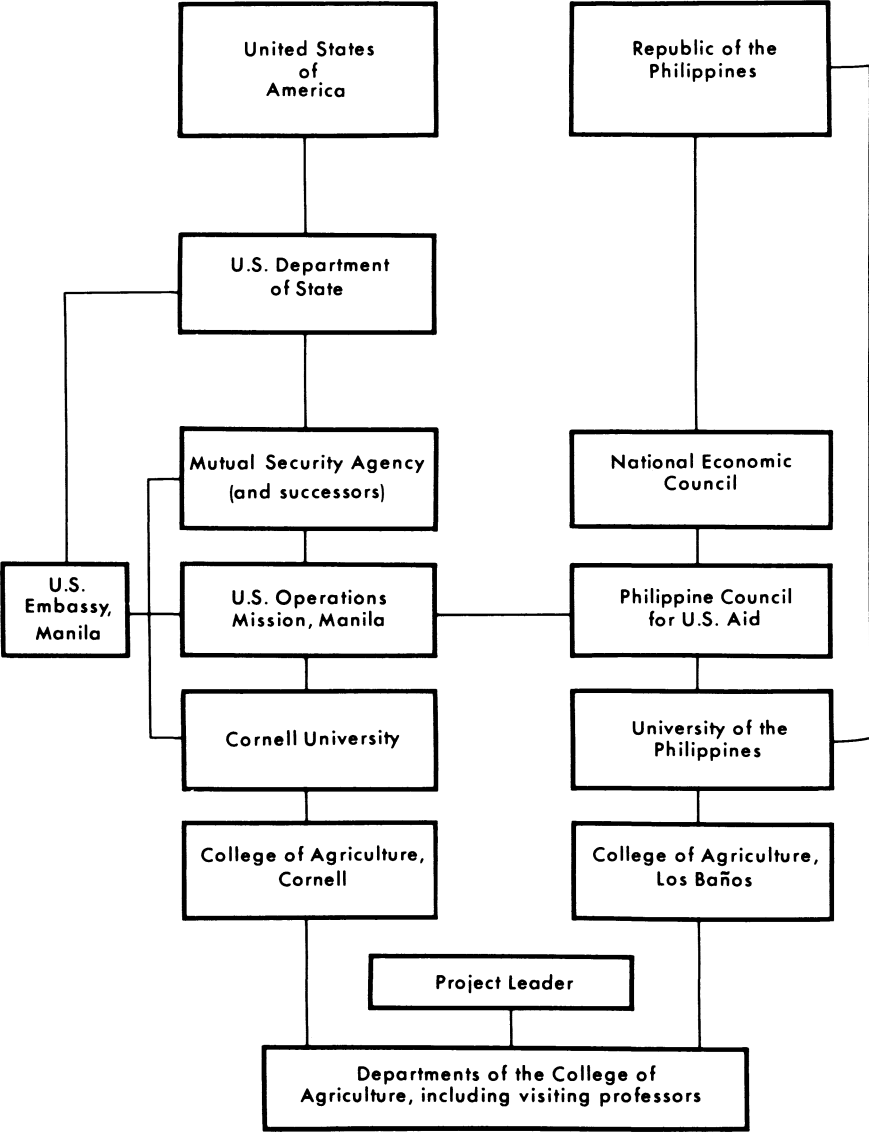 United States
of
America
Republic of the
Philippines
U.S. Department
of State
Mutual Security Agency
(and successors)
National Economic
Council
U.S.
Embassy,
Manila
U.S. Operations
Mission, Manila
Philippine Council
for U.S. Aid
Cornell University
University of the
Philippines
College of Agriculture,
Cornell
College of Agriculture,
Los Baños
Project Leader
Departments of the College of
Agriculture, including visiting professors